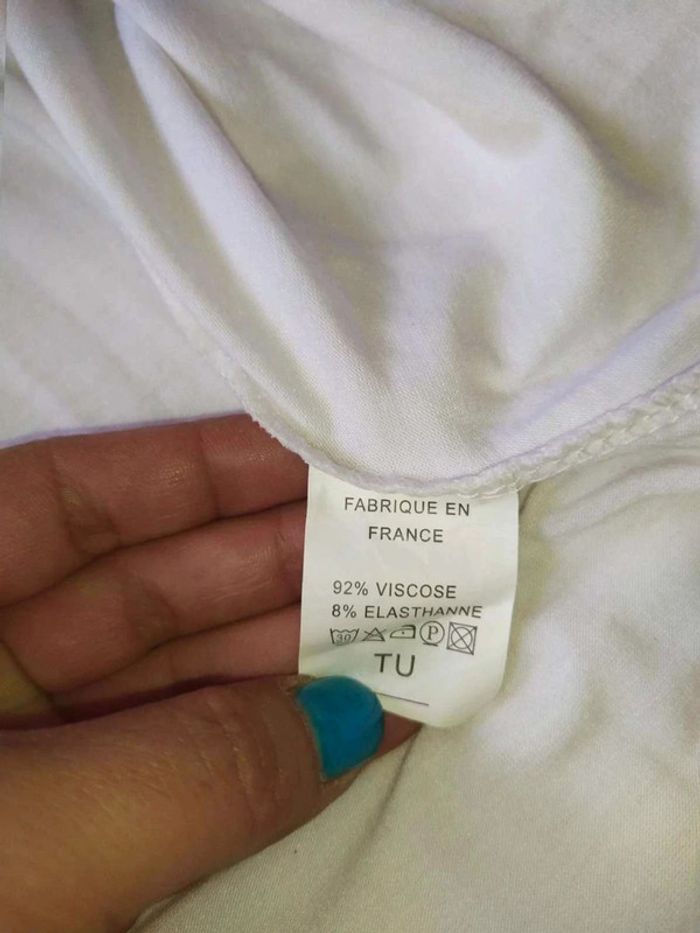 FABRIQUE EN
FRANCE
92% VISCOSE
8% ELASTHANNE
30 P
TU